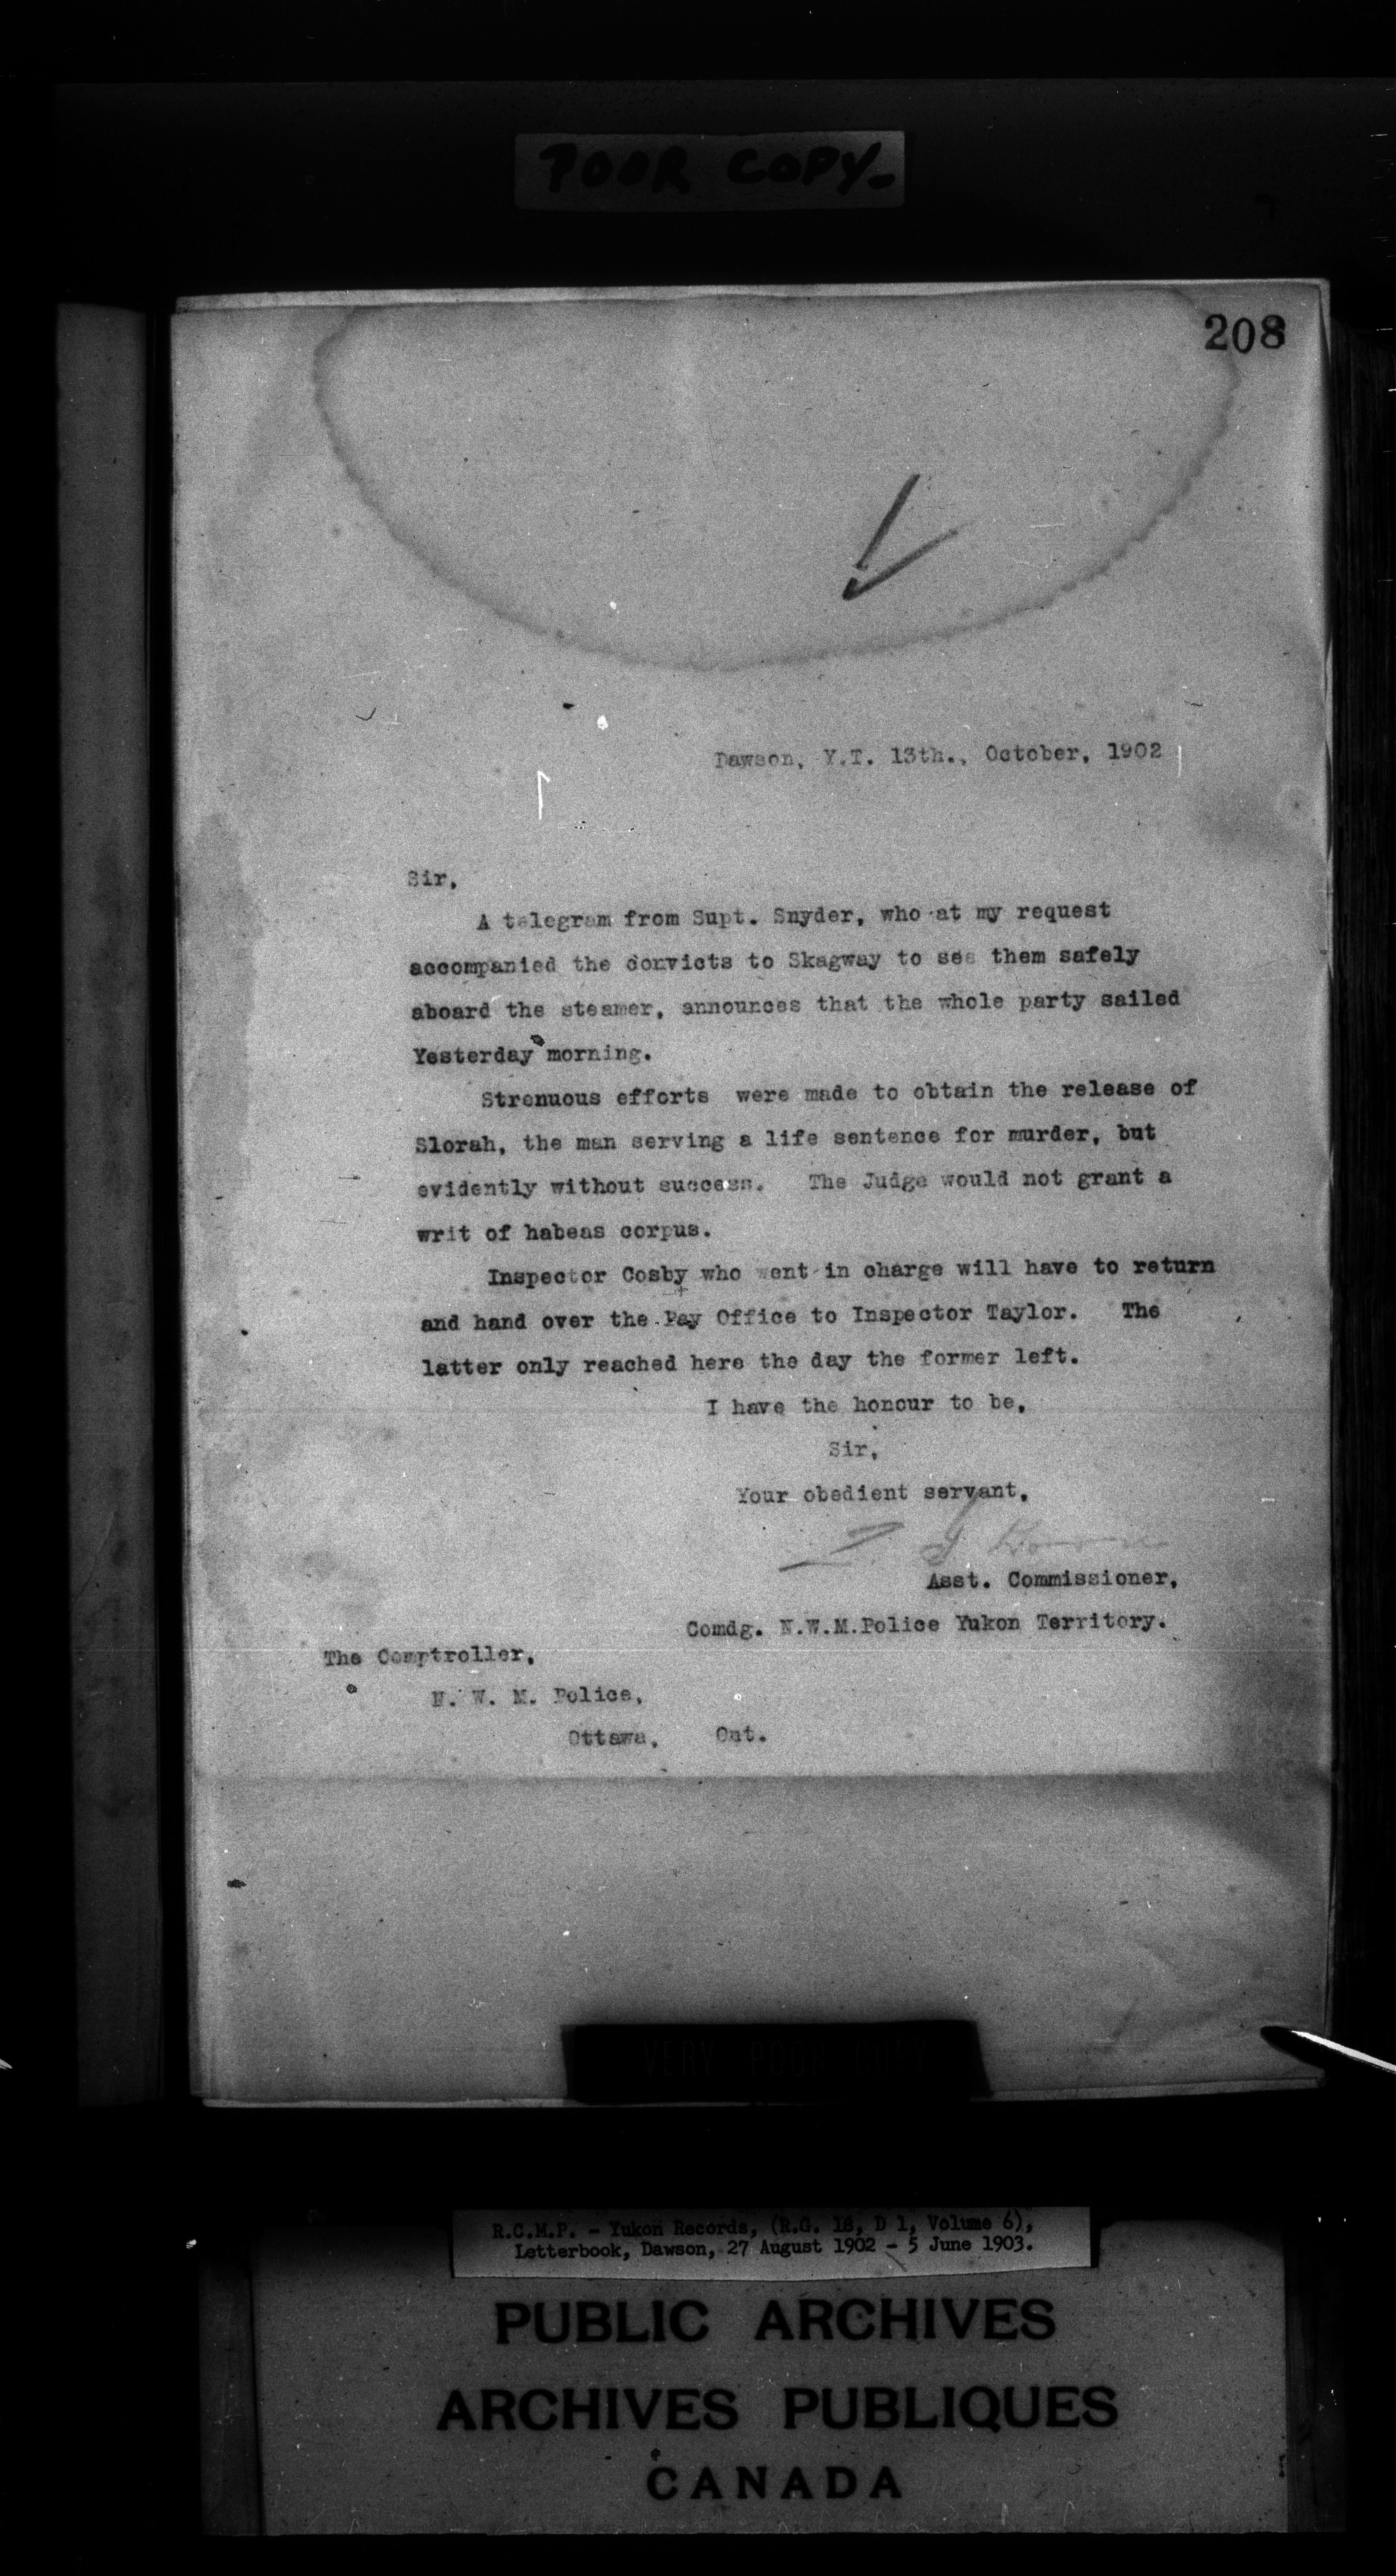 POOR COPY-
208
Dawson, Y.T. 13th., October, 1902
Sir,
A telegram from Supt. Snyder, who at my request
accompanied the convicts to Skagway to see them safely
aboard the steamer, announces that the whole party sailed
Yesterday morning.
Strenuous efforts were made to obtain the release of
Slorah, the man serving a life sentence for murder, but
evidently without success. The Judge would not grant a
writ of habeas corpus.
Inspector Cosby who went in charge will have to return
and hand over the Pay Office to Inspector Taylor. The
latter only reached here the day the former left.
I have the honour to be,
Sir,
Your obedient servant,
Asst. Commissioner,
Comdg. N.W.M.Police Yukon Territory.
The Comptroller,
N. W. M. Police,
Ottawa, Ont.
VERY POOR COPY
R.C.M.P. - Yukon Records, (R.G. 18, D 1, Volume 6),
Letterbook, Dawson, 27 August 1902 - 5 June 1903.
PUBLIC ARCHIVES
ARCHIVES PUBLIQUES
CANADA